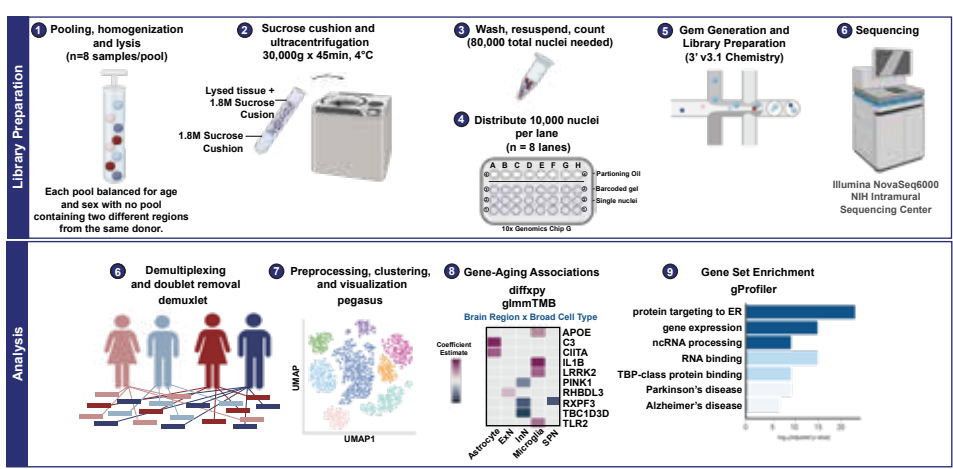 Library Preparation
1
Pooling, homogenization
and lysis
(n=8 samples/pool)
Each pool balanced for age
and sex with no pool
containing two different regions
from the same donor.
2
Sucrose cushion and
ultracentrifugation
30,000g x 45min, 4°C
Lysed tissue +
1.8M Sucrose
Cusion
1.8M Sucrose
Cushion
3
Wash, resuspend, count
(80,000 total nuclei needed)
4
Distribute 10,000 nuclei
per lane
(n = 8 lanes)
A B C D E F G H
Partioning Oil
Barcoded gel
Single nuclei
10x Genomics Chip G
5
Gem Generation and
Library Preparation
(3' v3.1 Chemistry)
6
Sequencing
Illumina NovaSeq6000
NIH Intramural
Sequencing Center
Analysis
6
Demultiplexing
and doublet removal
demuxlet
7
Preprocessing, clustering,
and visualization
pegasus
UMAP
UMAP1
8
Gene-Aging Associations
diffxpy
glmmTMB
Brain Region x Broad Cell Type
Coefficient
Estimate
APOE
C3
CIITA
IL1B
LRRK2
PINK1
RHBDL3
RXPF3
TBC1D3D
TLR2
Astrocyte
ExN
InN
Microglia
SPN
9
Gene Set Enrichment
gProfiler
protein targeting to ER
gene expression
ncRNA processing
RNA binding
TBP-class protein binding
Parkinson's disease
Alzheimer's disease
0 5 10 15 20